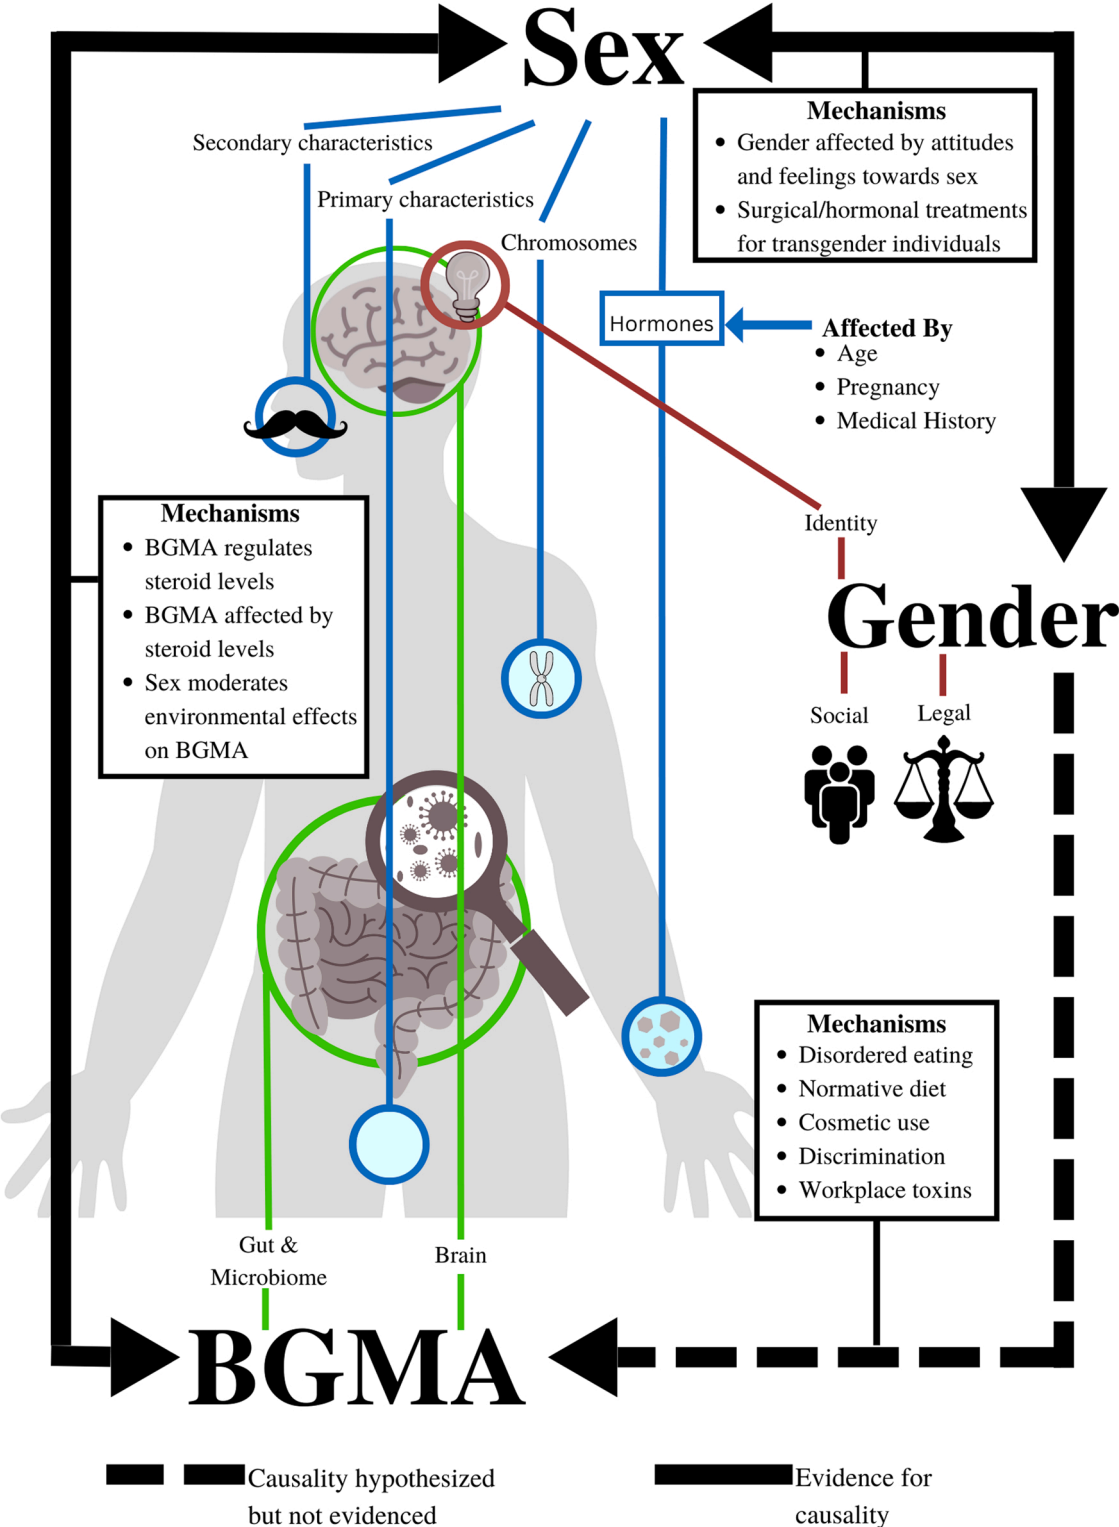 Sex
Mechanisms
• Gender affected by attitudes
and feelings towards sex
• Surgical/hormonal treatments
for transgender individuals
Secondary characteristics
Primary characteristics
Chromosomes
Hormones
Affected By
• Age
• Pregnancy
• Medical History
Identity
Gender
Social
Legal
Mechanisms
• BGMA regulates
steroid levels
• BGMA affected by
steroid levels
• Sex moderates
environmental effects
on BGMA
Mechanisms
• Disordered eating
• Normative diet
• Cosmetic use
• Discrimination
• Workplace toxins
Gut &
Microbiome
Brain
BGMA
Causality hypothesized
but not evidenced
Evidence for
causality